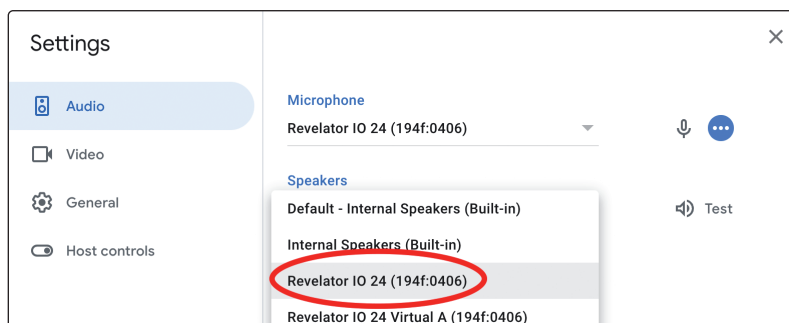 Settings
Audio
Video
General
Host controls
Microphone
Revelator IO 24 (194f:0406)
Speakers
Default - Internal Speakers (Built-in)
Internal Speakers (Built-in)
Revelator IO 24 (194f:0406)
Revelator IO 24 Virtual A (194f:0406)
Test